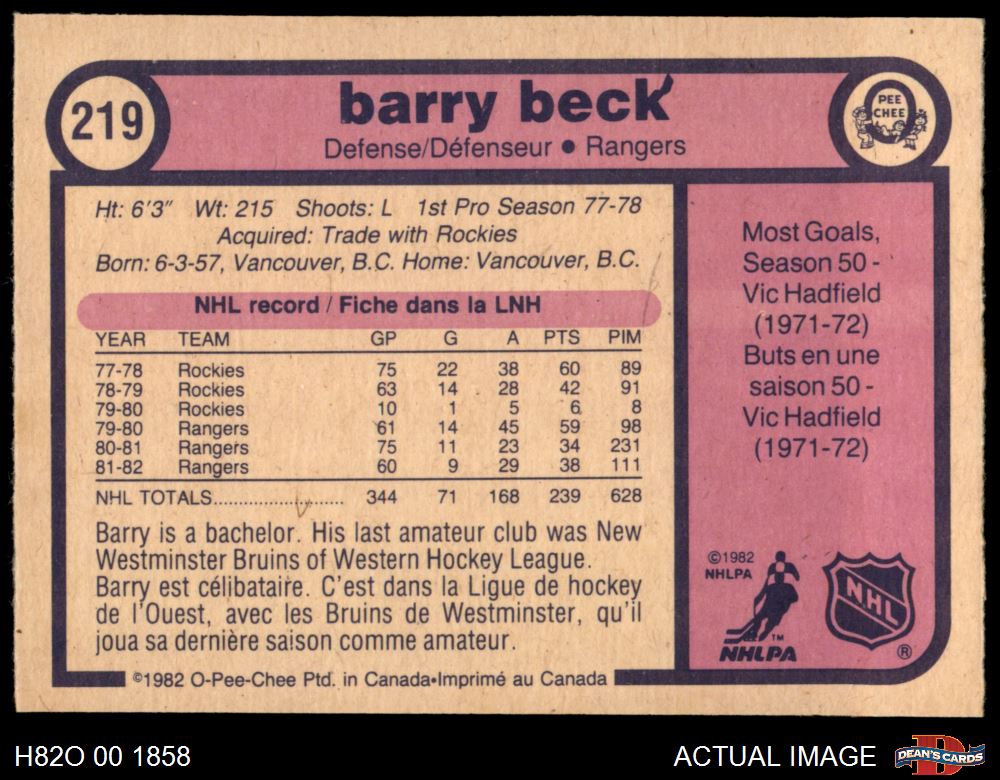 219
barry beck
Defense/Défenseur • Rangers
PEE
CHEE
Ht: 6'3" Wt: 215 Shoots: L 1st Pro Season 77-78
Acquired: Trade with Rockies
Born: 6-3-57, Vancouver, B.C. Home: Vancouver, B.C.
NHL record / Fiche dans la LNH
YEAR TEAM GP G A PTS PIM
77-78 Rockies 75 22 38 60 89
78-79 Rockies 63 14 28 42 91
79-80 Rockies 10 1 5 6 8
79-80 Rangers 61 14 45 59 98
80-81 Rangers 75 11 23 34 231
81-82 Rangers 60 9 29 38 111
NHL TOTALS........................ 344 71 168 239 628
Barry is a bachelor. His last amateur club was New
Westminster Bruins of Western Hockey League.
Barry est célibataire. C'est dans la Ligue de hockey
de l'Ouest, avec les Bruins de Westminster, qu'il
joua sa dernière saison comme amateur.
©1982 O-Pee-Chee Ptd. in Canada•Imprimé au Canada
Most Goals,
Season 50 -
Vic Hadfield
(1971-72)
Buts en une
saison 50 -
Vic Hadfield
(1971-72)
©1982
NHLPA
TM
NHLPA
NHL
®
H82O 00 1858
ACTUAL IMAGE
DEAN'S CARDS